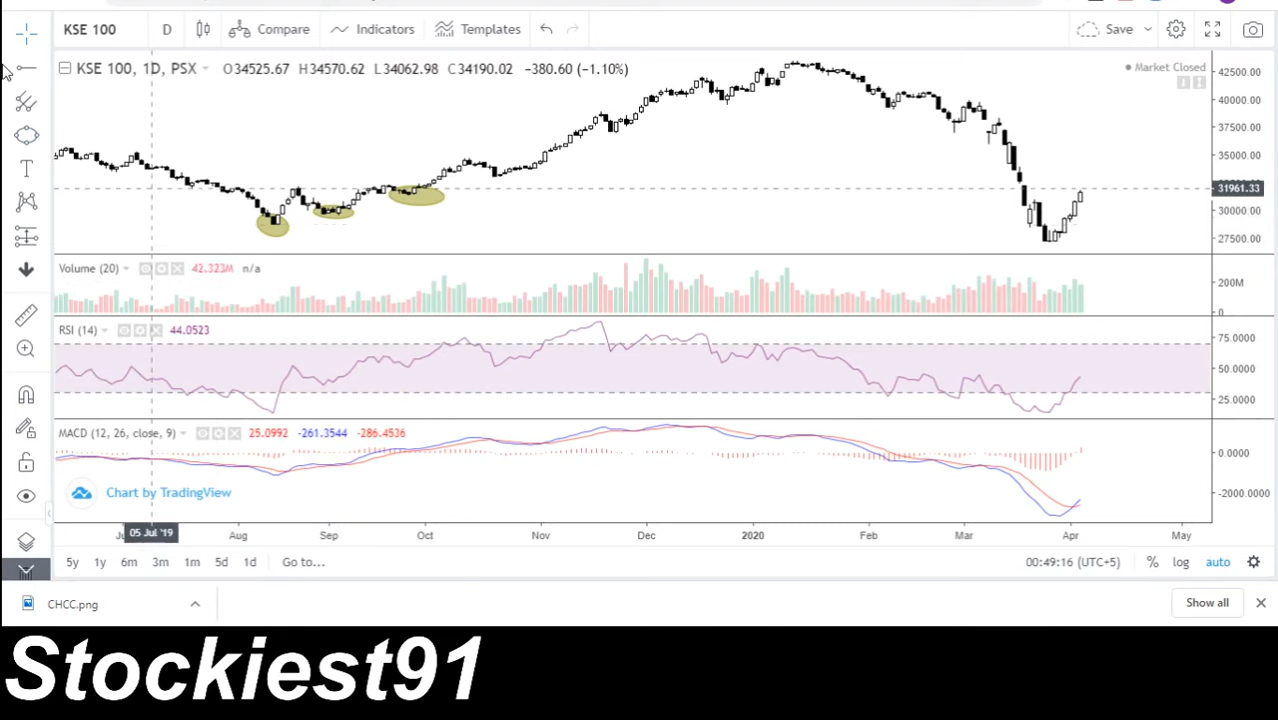 KSE 100 D Compare Indicators Templates Save
KSE 100, 1D, PSX O34525.67 H34570.62 L34062.98 C34190.02 −380.60 (−1.10%) Market Closed
42500.00
40000.00
37500.00
35000.00
31961.33
30000.00
27500.00
Volume (20) 42.323M n/a
200M
0
RSI (14) 44.0523
75.0000
50.0000
25.0000
MACD (12, 26, close, 9) 25.0992 -261.3544 -286.4536
0.0000
-2000.0000
Chart by TradingView
05 Jul '19 Aug Sep Oct Nov Dec 2020 Feb Mar Apr May
5y 1y 6m 3m 1m 5d 1d Go to... 00:49:16 (UTC+5) % log auto
CHCC.png Show all
Stockiest91